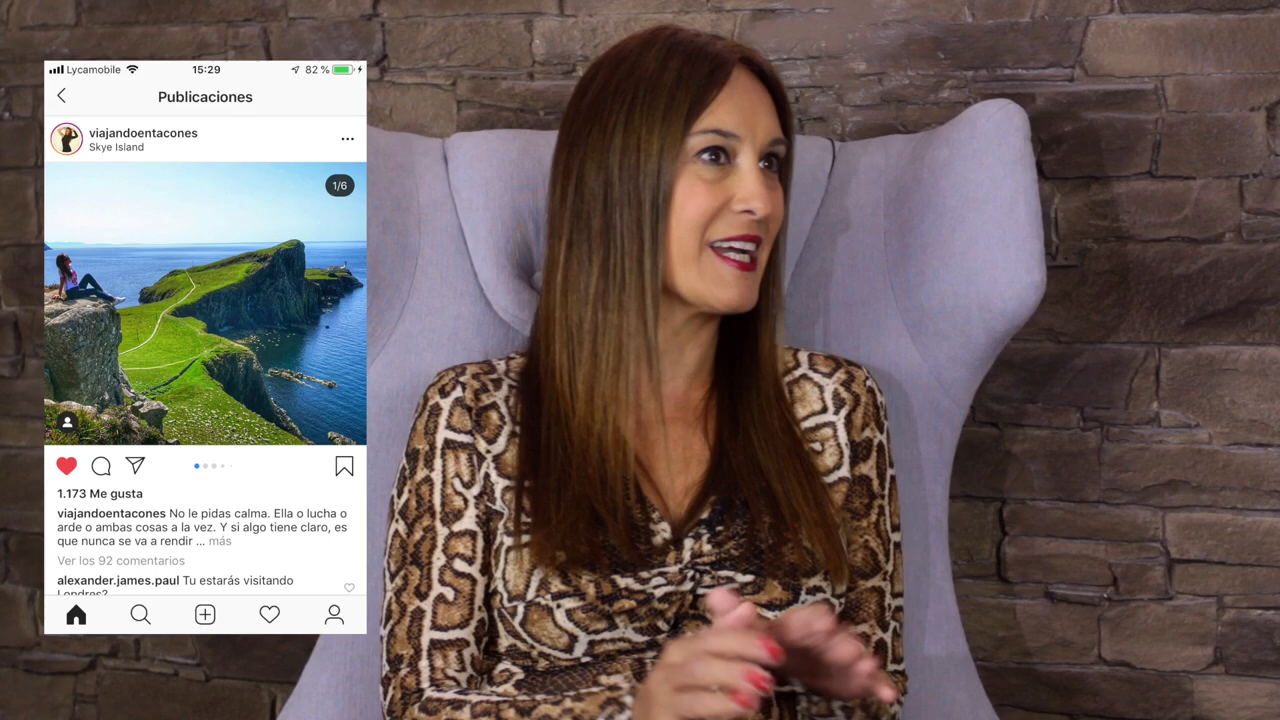 Lycamobile 15:29 82 %
Publicaciones
viajandoentacones
Skye Island
1/6
1.173 Me gusta
viajandoentacones No le pidas calma. Ella o lucha o
arde o ambas cosas a la vez. Y si algo tiene claro, es
que nunca se va a rendir ... más
Ver los 92 comentarios
alexander.james.paul Tu estarás visitando
Londres?